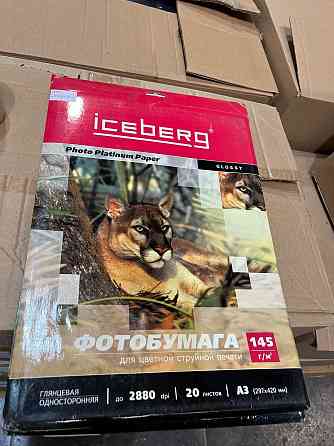 iceberg
Photo Platinum Paper
GLOSSY
ФОТОБУМАГА
для цветной струйной печати
145
г/м²
ГЛЯНЦЕВАЯ
ОДНОСТОРОННЯЯ
до 2880 dpi
20 листов
А3 (297x420 мм)